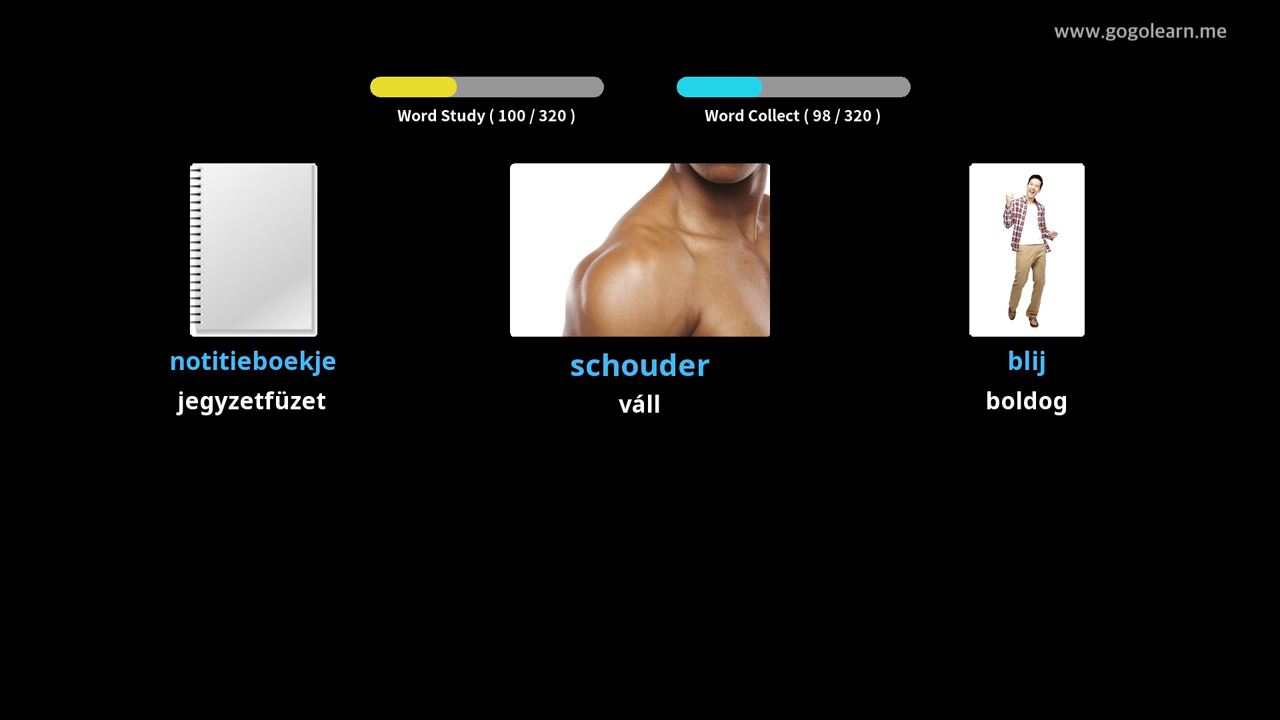 www.gogolearn.me
Word Study ( 100 / 320 )
Word Collect ( 98 / 320 )
notitieboekje
jegyzetfüzet
schouder
váll
blij
boldog